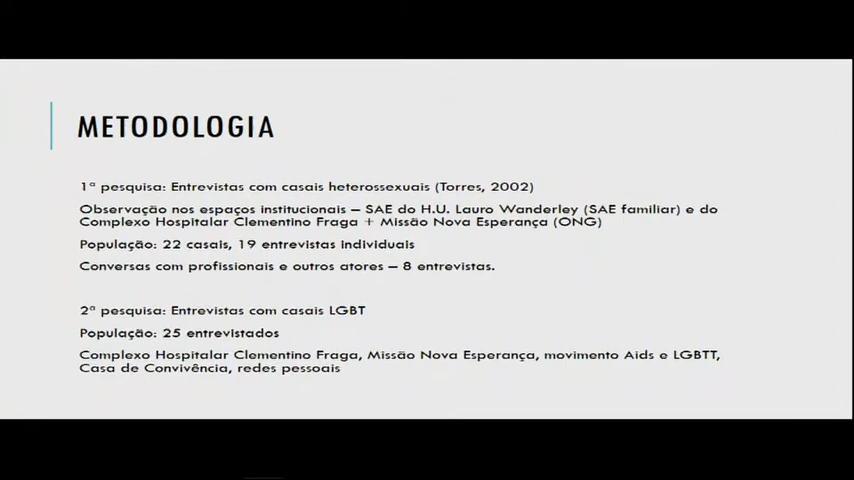 METODOLOGIA
1ª pesquisa: Entrevistas com casais heterossexuais (Torres, 2002)
Observação nos espaços institucionais – SAE do H.U. Lauro Wanderley (SAE familiar) e do
Complexo Hospitalar Clementino Fraga + Missão Nova Esperança (ONG)
População: 22 casais, 19 entrevistas individuais
Conversas com profissionais e outros atores – 8 entrevistas.
2ª pesquisa: Entrevistas com casais LGBT
População: 25 entrevistados
Complexo Hospitalar Clementino Fraga, Missão Nova Esperança, movimento Aids e LGBTT,
Casa de Convivência, redes pessoais